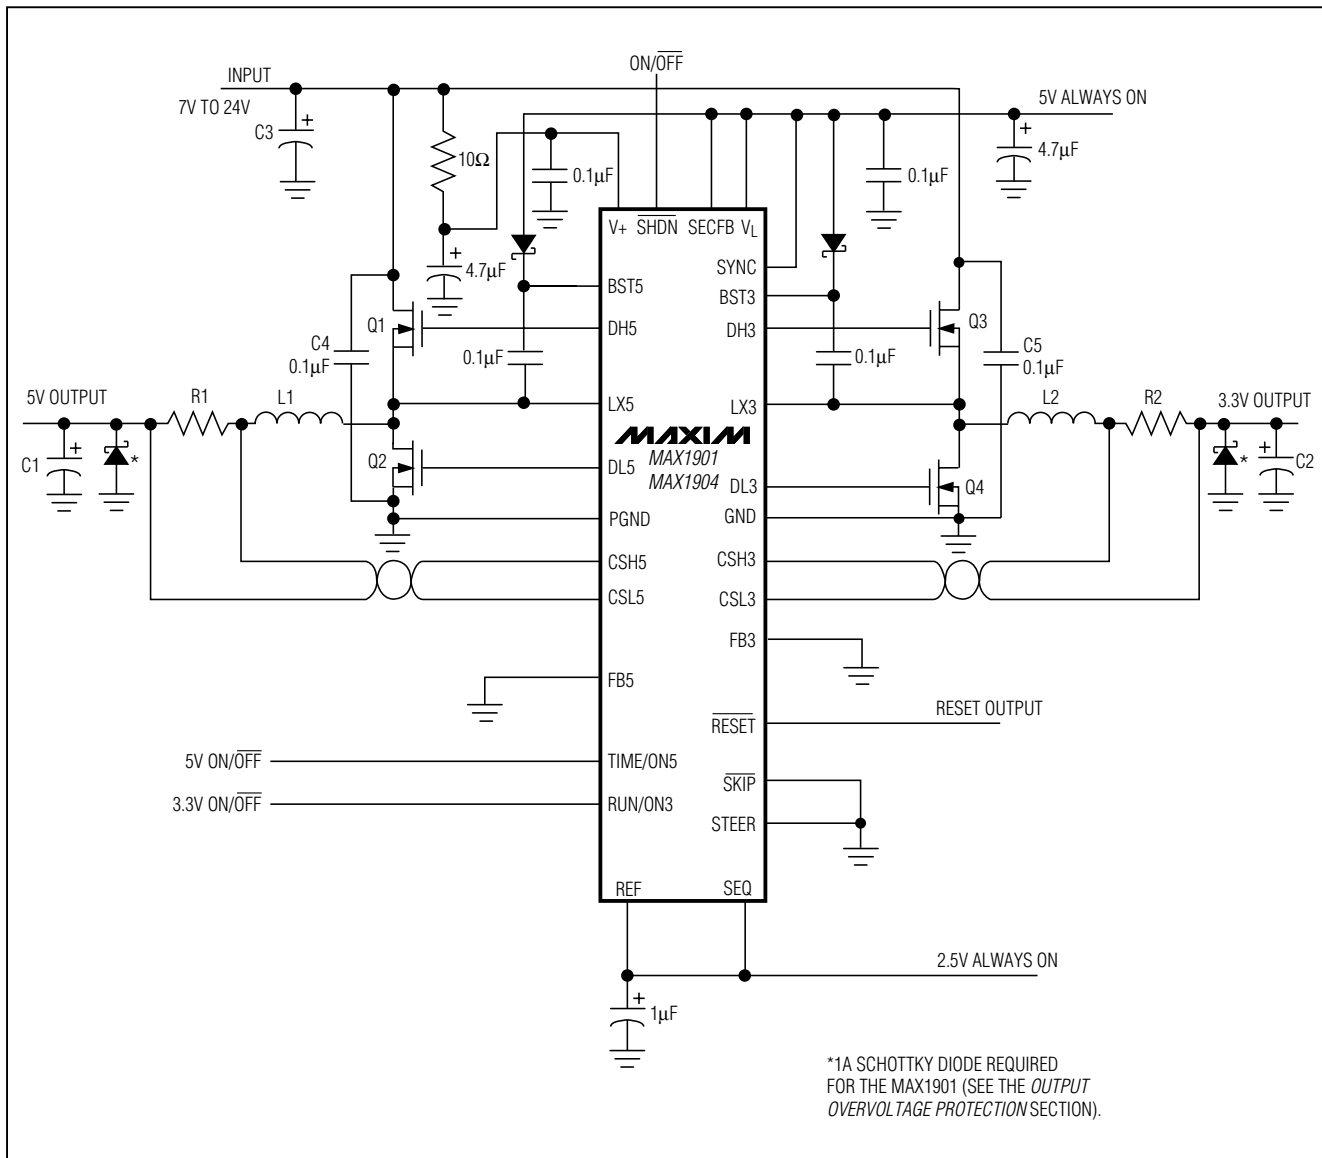 ON/OFF
INPUT
7V TO 24V
5V ALWAYS ON
C3
+
10Ω
0.1µF
0.1µF
+
4.7µF
V+
SHDN
SECFB
VL
+
4.7µF
SYNC
BST5
BST3
Q1
DH5
DH3
Q3
C4
0.1µF
0.1µF
0.1µF
C5
0.1µF
5V OUTPUT
R1
L1
LX5
LX3
L2
R2
3.3V OUTPUT
MAXIM
MAX1901
MAX1904
C1
+
*
Q2
DL5
DL3
Q4
*
+
C2
PGND
GND
CSH5
CSH3
CSL5
CSL3
FB3
FB5
RESET
RESET OUTPUT
5V ON/OFF
TIME/ON5
SKIP
3.3V ON/OFF
RUN/ON3
STEER
REF
SEQ
2.5V ALWAYS ON
+
1µF
*1A SCHOTTKY DIODE REQUIRED
FOR THE MAX1901 (SEE THE OUTPUT
OVERVOLTAGE PROTECTION SECTION).